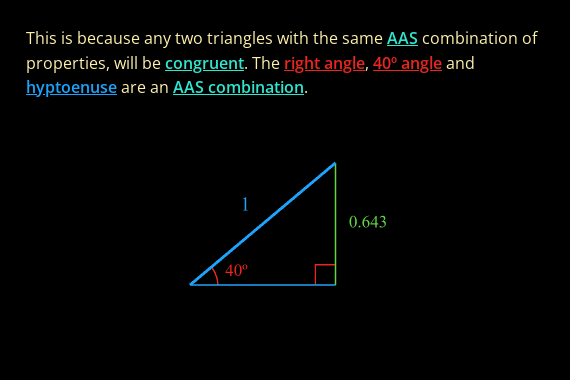 This is because any two triangles with the same AAS combination of
properties, will be congruent. The right angle, 40º angle and
hyptoenuse are an AAS combination.
1
0.643
40º